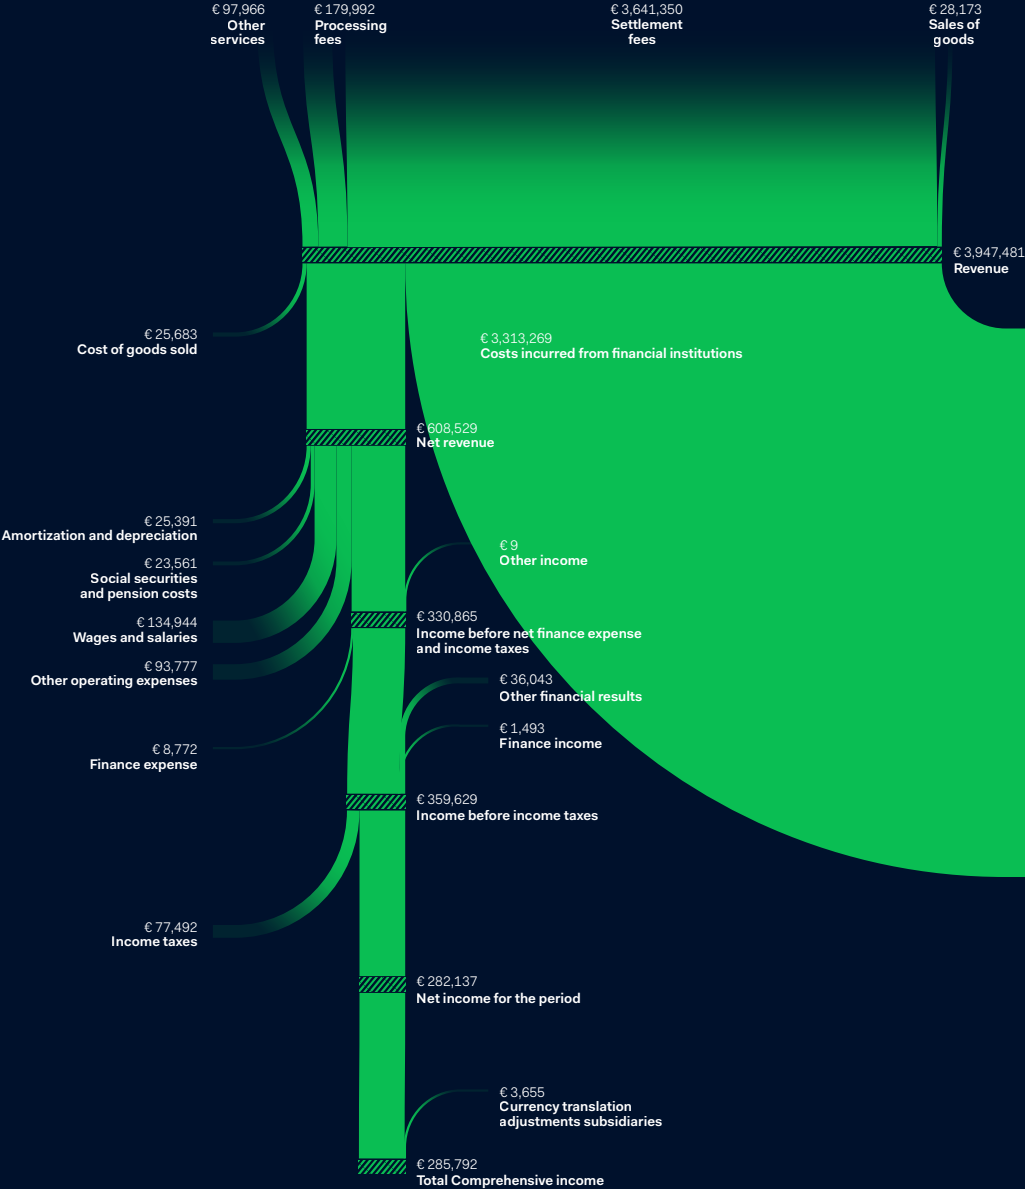 € 97,966
Other
services
€ 179,992
Processing
fees
€ 3,641,350
Settlement
fees
€ 28,173
Sales of
goods
€ 3,947,481
Revenue
€ 25,683
Cost of goods sold
€ 3,313,269
Costs incurred from financial institutions
€ 608,529
Net revenue
€ 25,391
Amortization and depreciation
€ 23,561
Social securities
and pension costs
€ 134,944
Wages and salaries
€ 93,777
Other operating expenses
€ 9
Other income
€ 330,865
Income before net finance expense
and income taxes
€ 36,043
Other financial results
€ 1,493
Finance income
€ 8,772
Finance expense
€ 359,629
Income before income taxes
€ 77,492
Income taxes
€ 282,137
Net income for the period
€ 3,655
Currency translation
adjustments subsidiaries
€ 285,792
Total Comprehensive income